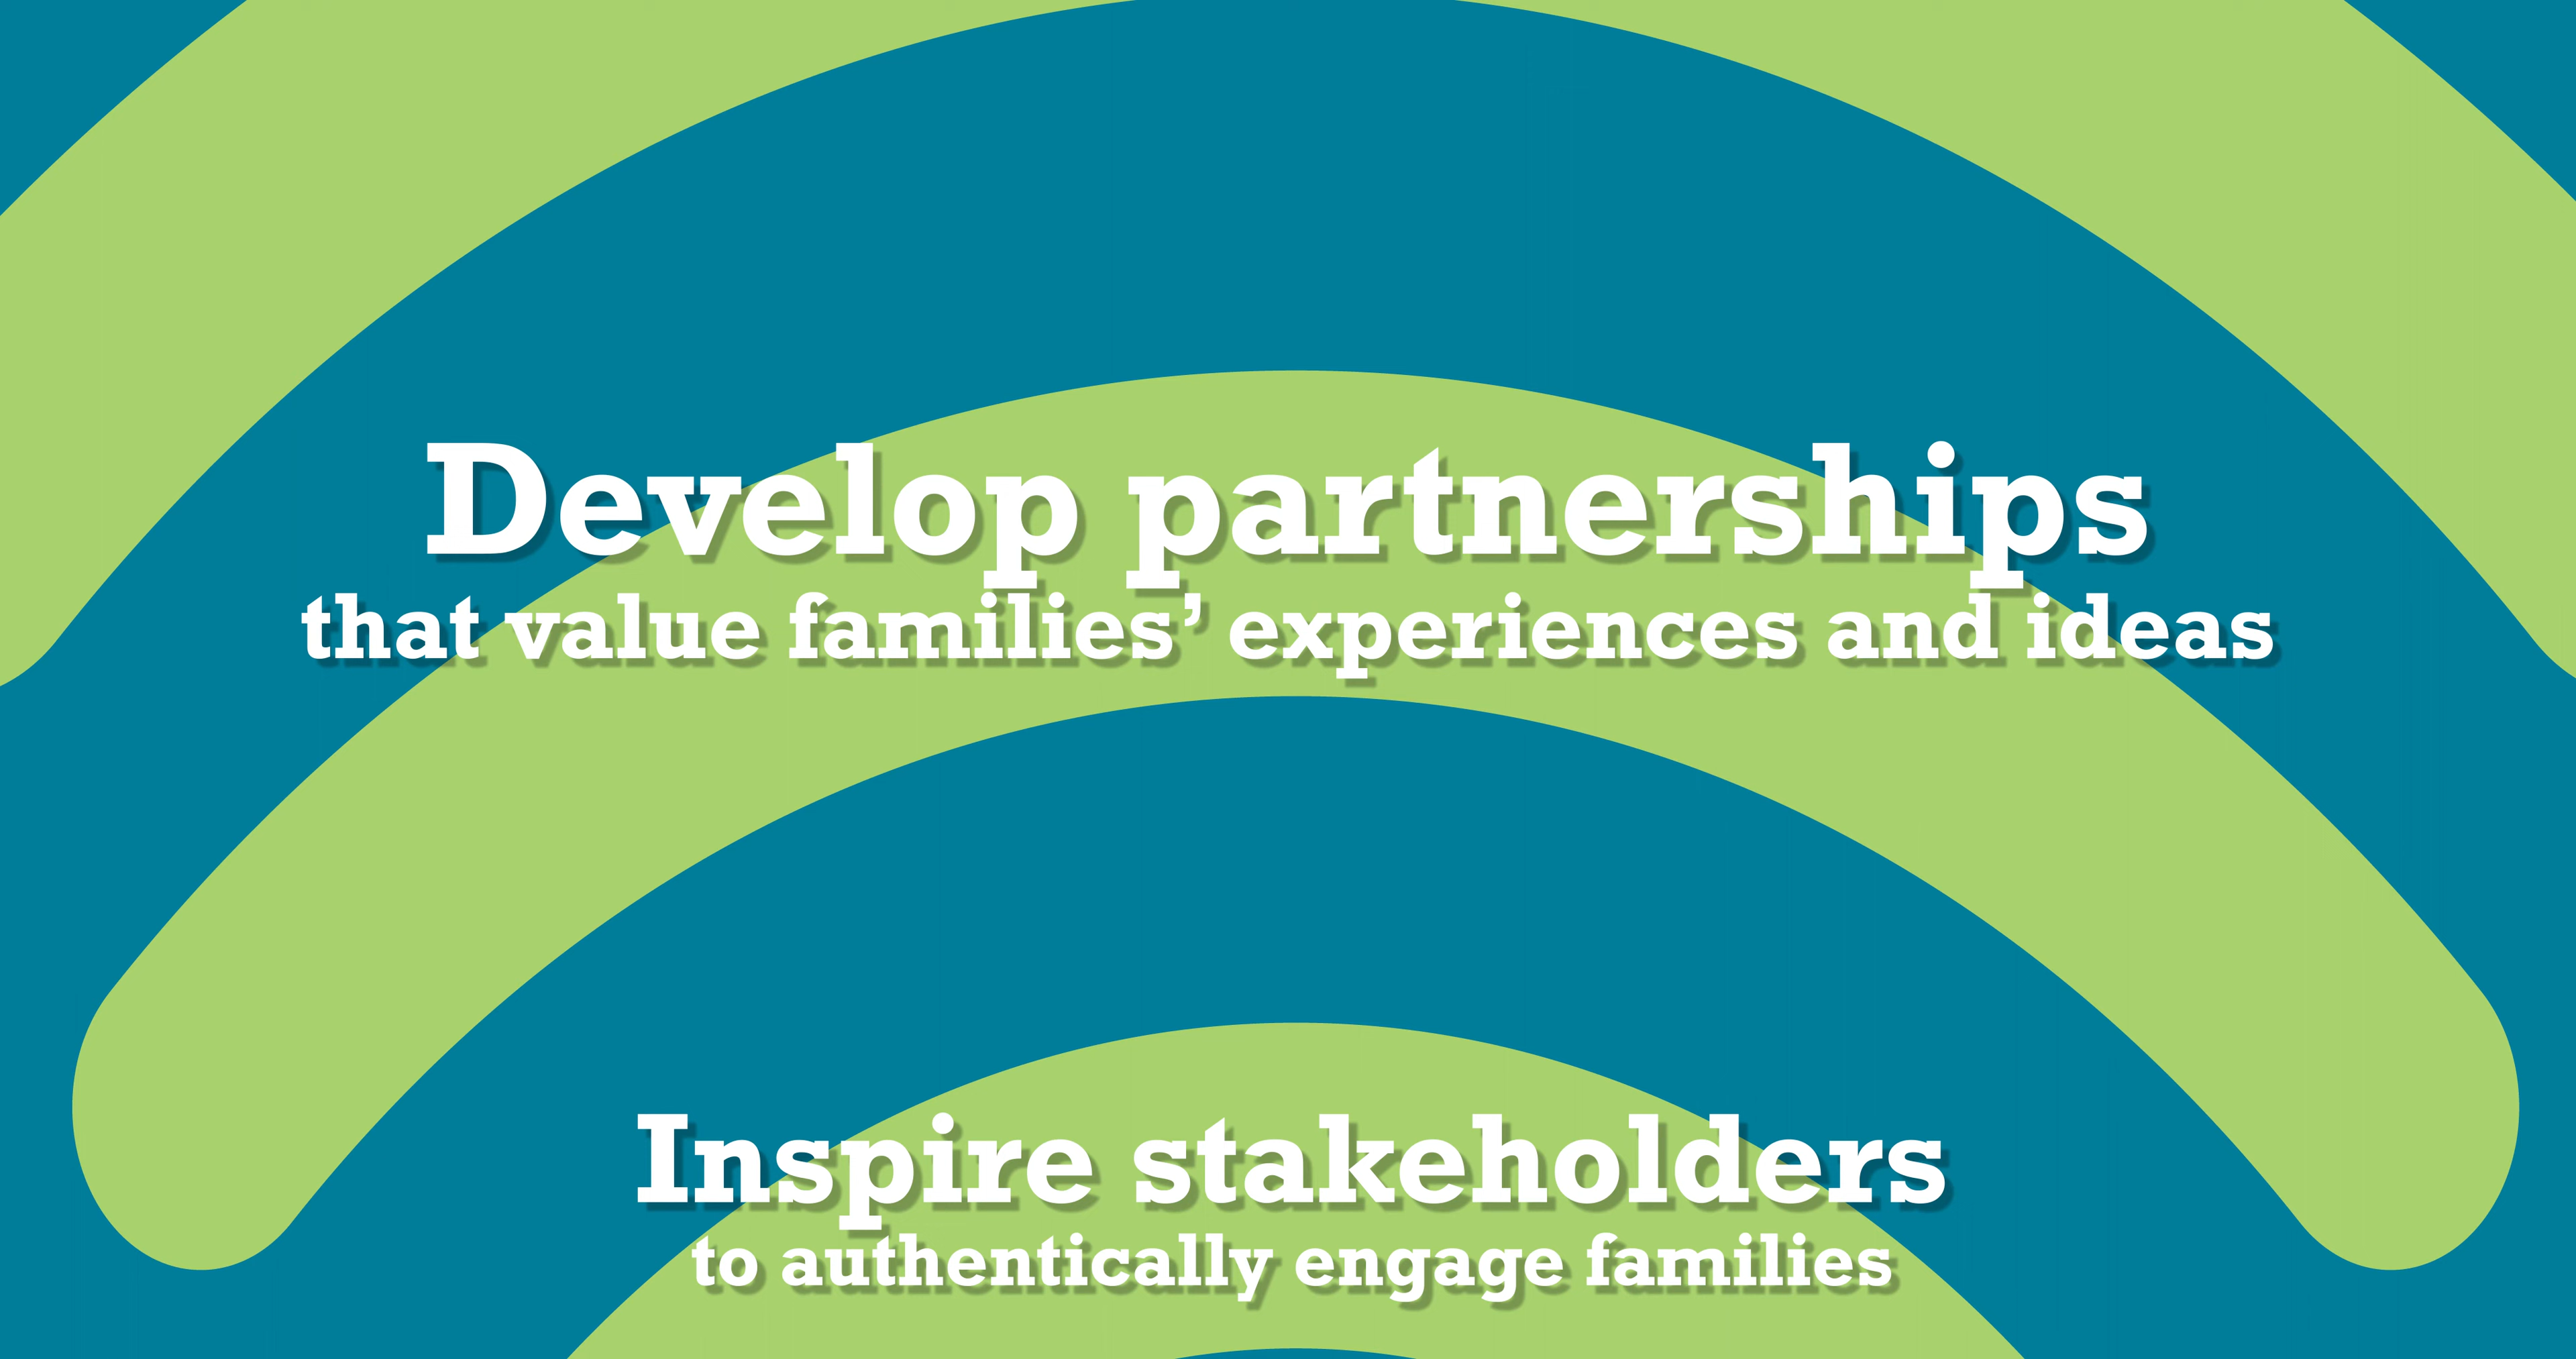 Develop partnerships
that value families’ experiences and ideas
Inspire stakeholders
to authentically engage families